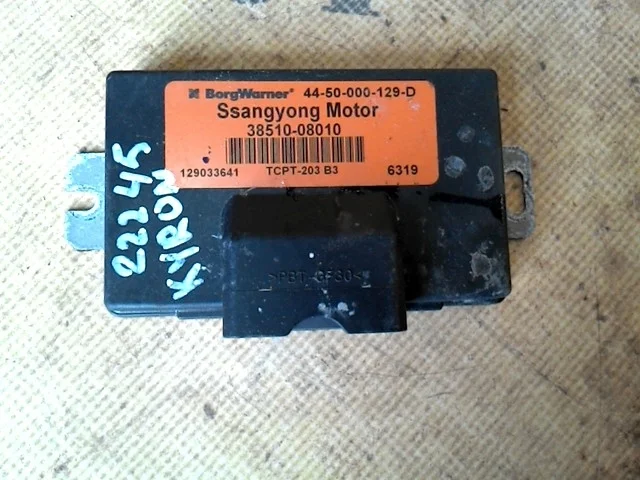 BorgWarner® 44-50-000-129-D
Ssangyong Motor
38510-08010
129033641 TCPT-203 B3 6319
22245
KYRON
>PBT GF30<